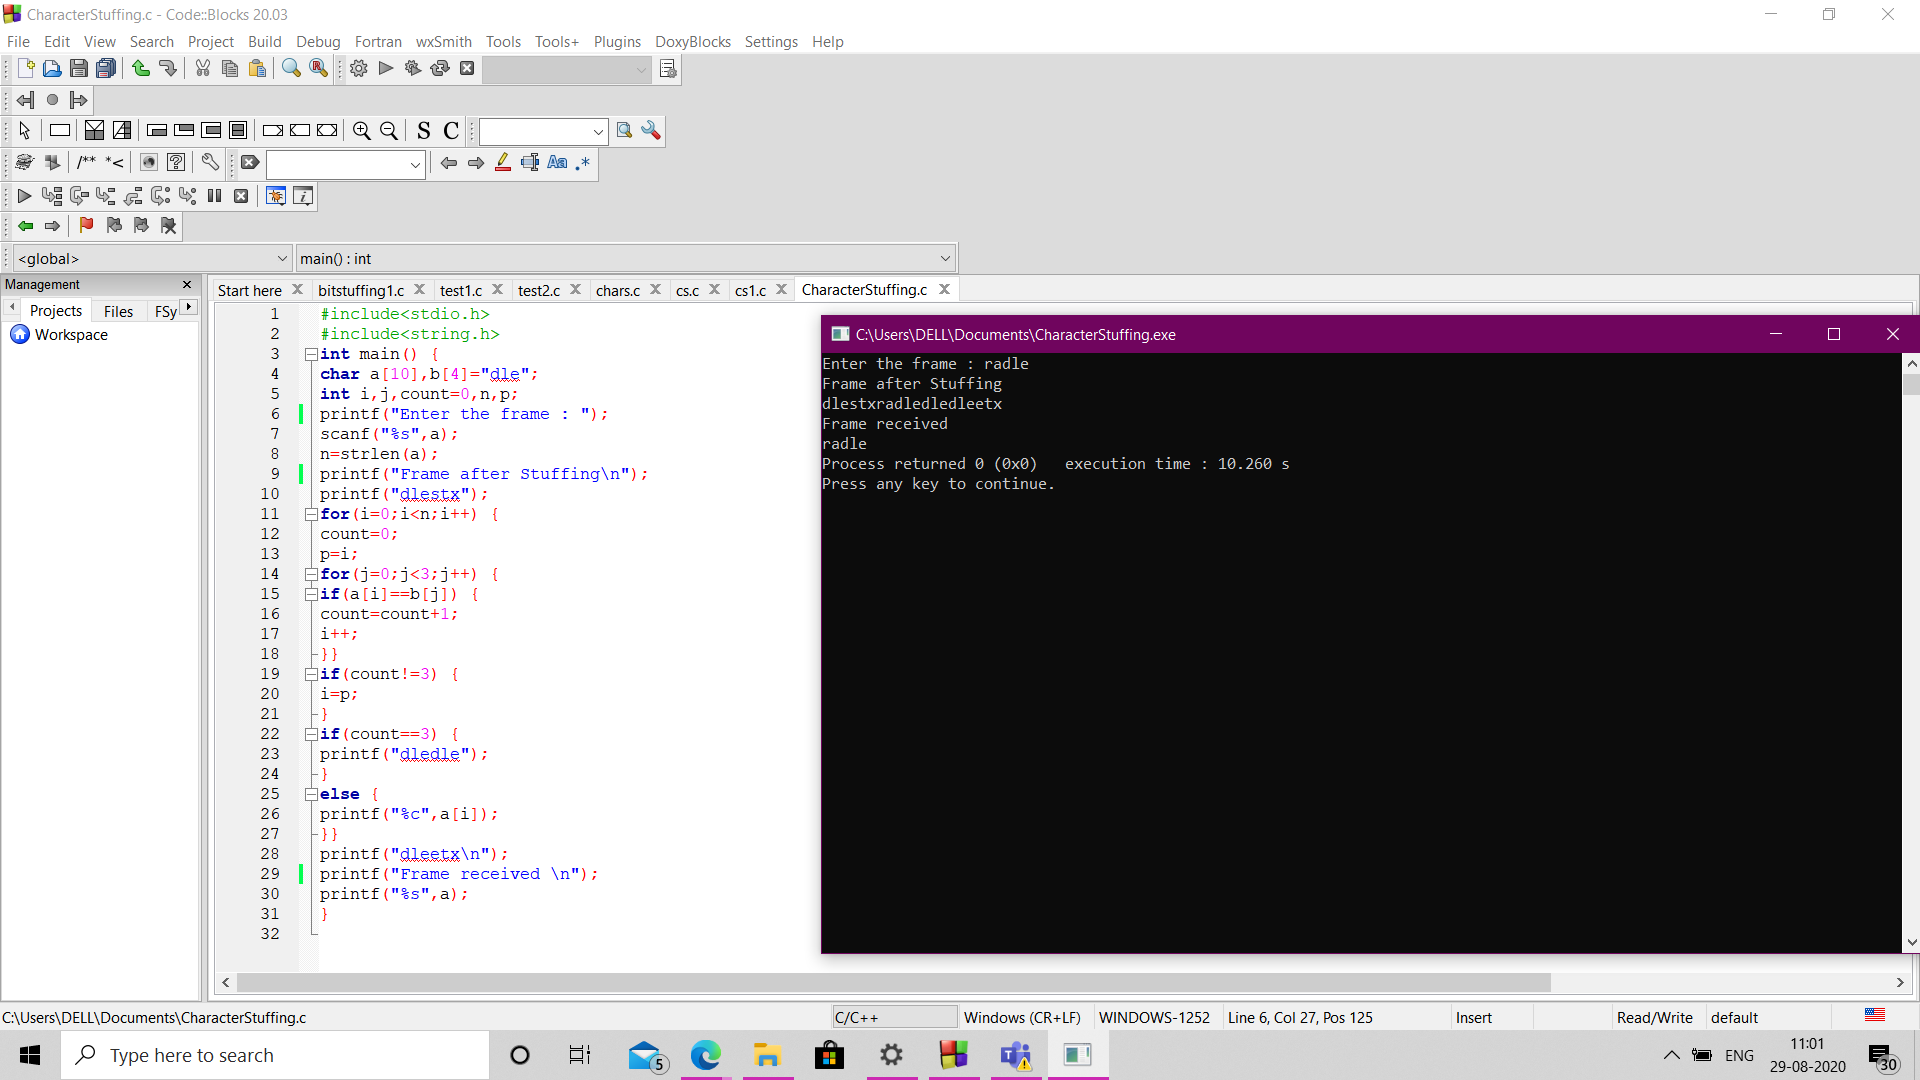 CharacterStuffing.c - Code::Blocks 20.03
File Edit View Search Project Build Debug Fortran wxSmith Tools Tools+ Plugins DoxyBlocks Settings Help
S C
/** *<
Aa .*
<global> main() : int
Management
Start here bitstuffing1.c test1.c test2.c chars.c cs.c cs1.c CharacterStuffing.c
Projects Files FSy
Workspace
1 #include<stdio.h>
2 #include<string.h>
3 int main() {
4 char a[10],b[4]="dle";
5 int i,j,count=0,n,p;
6 printf("Enter the frame : ");
7 scanf("%s",a);
8 n=strlen(a);
9 printf("Frame after Stuffing\n");
10 printf("dlestx");
11 for(i=0;i<n;i++) {
12 count=0;
13 p=i;
14 for(j=0;j<3;j++) {
15 if(a[i]==b[j]) {
16 count=count+1;
17 i++;
18 }}
19 if(count!=3) {
20 i=p;
21 }
22 if(count==3) {
23 printf("dledle");
24 }
25 else {
26 printf("%c",a[i]);
27 }}
28 printf("dleetx\n");
29 printf("Frame received \n");
30 printf("%s",a);
31 }
32
C:\Users\DELL\Documents\CharacterStuffing.exe
Enter the frame : radle
Frame after Stuffing
dlestxradledledleetx
Frame received
radle
Process returned 0 (0x0)   execution time : 10.260 s
Press any key to continue.
C:\Users\DELL\Documents\CharacterStuffing.c C/C++ Windows (CR+LF) WINDOWS-1252 Line 6, Col 27, Pos 125 Insert Read/Write default
Type here to search
5
ENG
11:01
29-08-2020
30